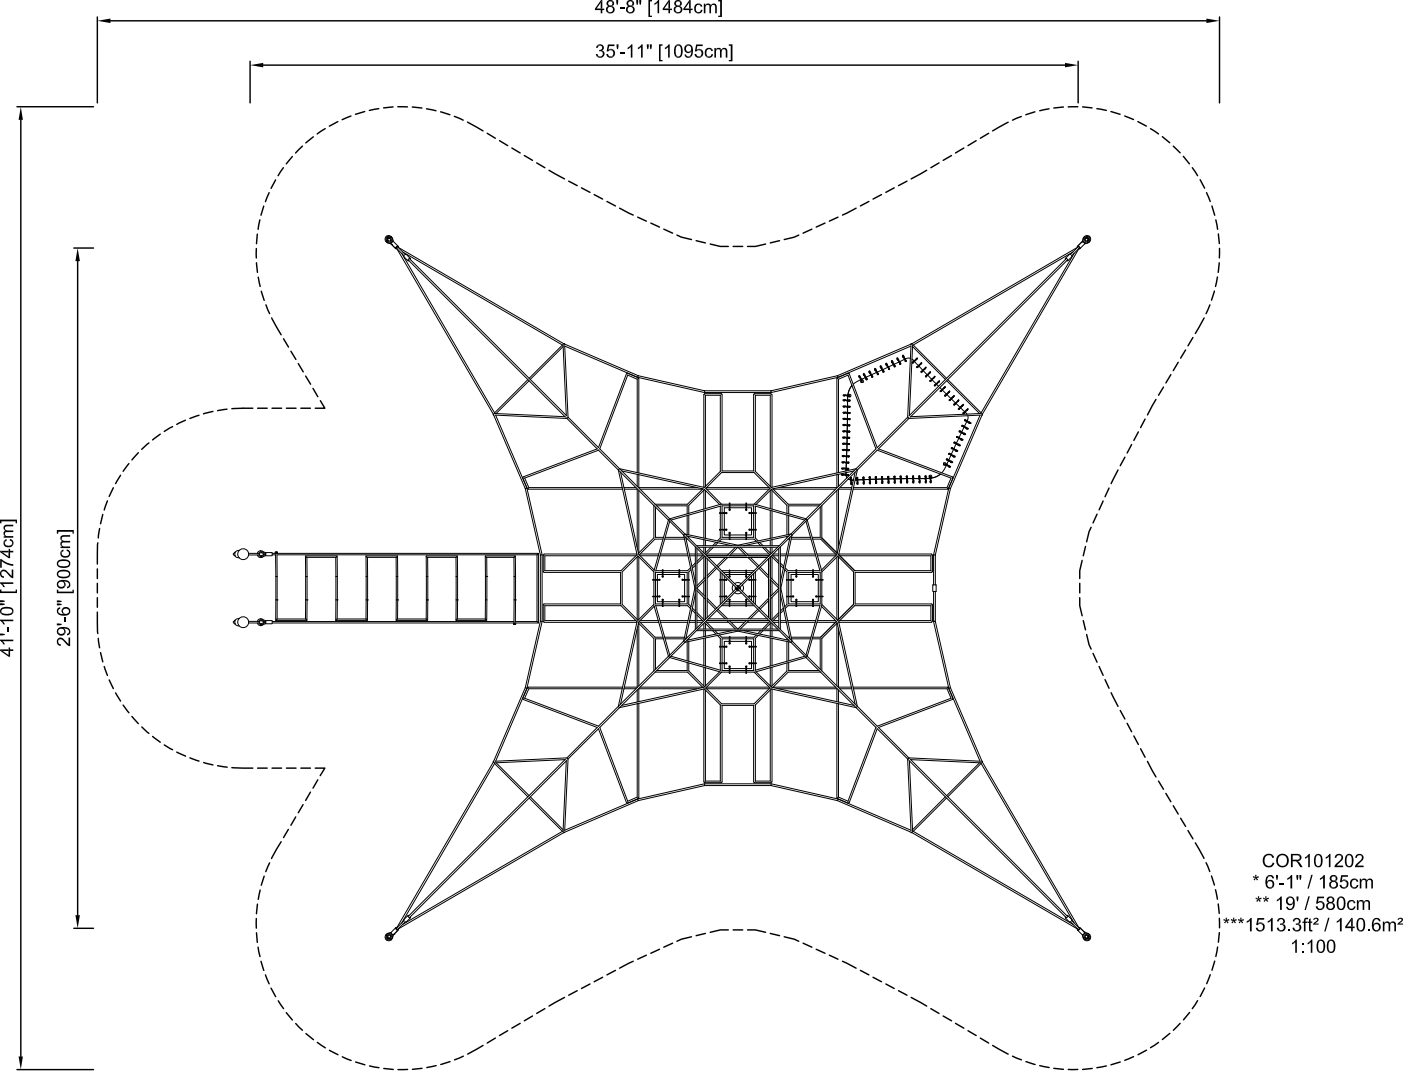 48'-8" [1484cm]
35'-11" [1095cm]
41'-10" [1274cm]
29'-6" [900cm]
COR101202
* 6'-1" / 185cm
** 19' / 580cm
***1513.3ft² / 140.6m²
1:100